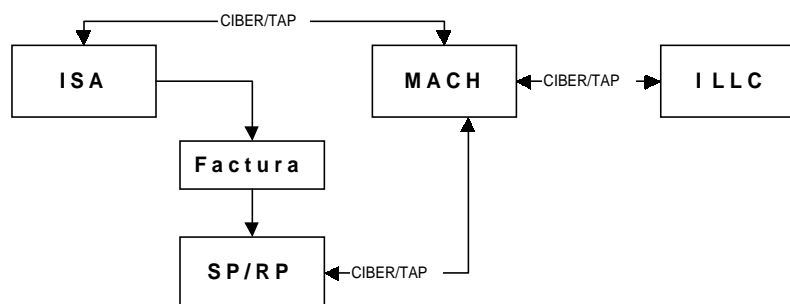 CIBER/TAP
ISA
MACH
CIBER/TAP
ILLC
Factura
SP/RP
CIBER/TAP